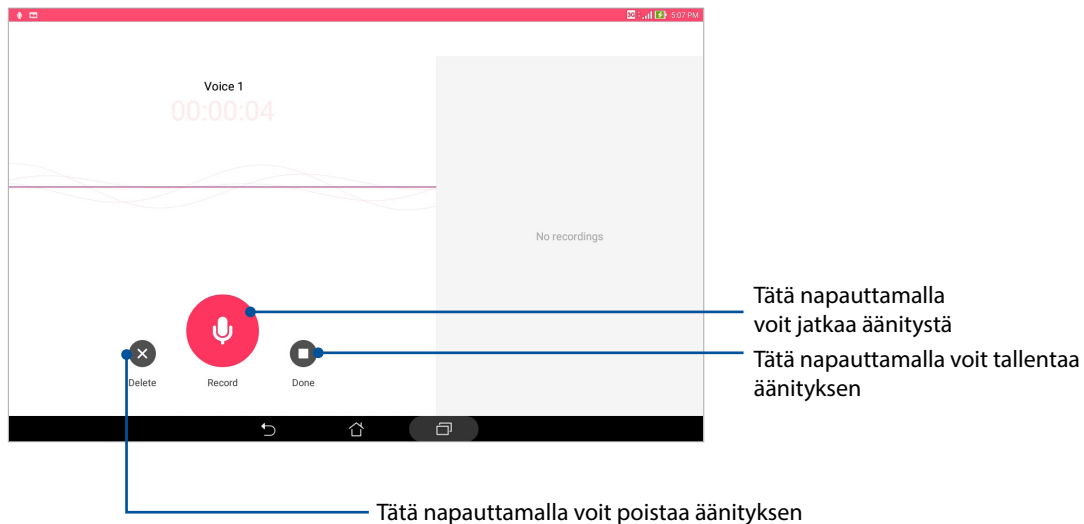 5:07 PM
Voice 1
00:00:04
No recordings
Tätä napauttamalla
voit jatkaa äänitystä
Tätä napauttamalla voit tallentaa
äänityksen
Delete
Record
Done
Tätä napauttamalla voit poistaa äänityksen